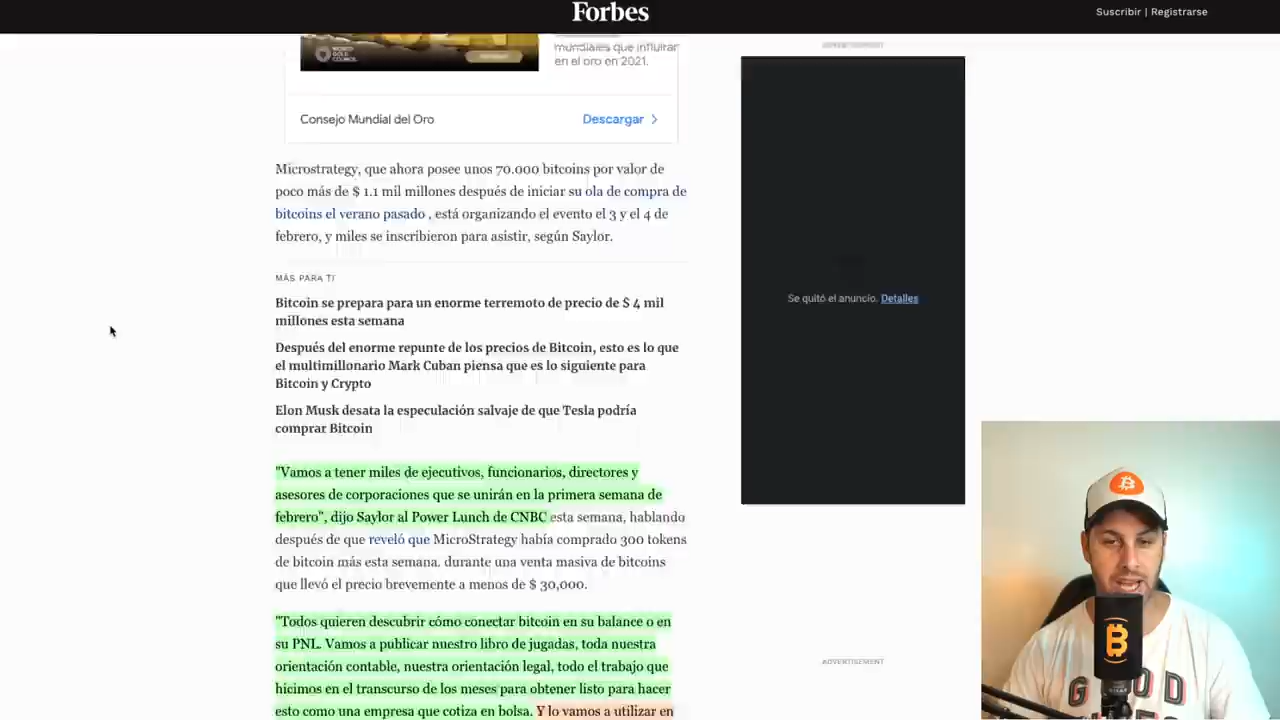 Forbes
Suscribir | Registrarse
WORLD GOLD COUNCIL
mundiales que influirán
en el oro en 2021.
ADVERTISEMENT
Consejo Mundial del Oro
Descargar
Microstrategy, que ahora posee unos 70.000 bitcoins por valor de
poco más de $ 1.1 mil millones después de iniciar su ola de compra de
bitcoins el verano pasado , está organizando el evento el 3 y el 4 de
febrero, y miles se inscribieron para asistir, según Saylor.
MÁS PARA TI
Bitcoin se prepara para un enorme terremoto de precio de $ 4 mil
millones esta semana
Después del enorme repunte de los precios de Bitcoin, esto es lo que
el multimillonario Mark Cuban piensa que es lo siguiente para
Bitcoin y Crypto
Elon Musk desata la especulación salvaje de que Tesla podría
comprar Bitcoin
"Vamos a tener miles de ejecutivos, funcionarios, directores y
asesores de corporaciones que se unirán en la primera semana de
febrero", dijo Saylor al Power Lunch de CNBC esta semana, hablando
después de que reveló que MicroStrategy había comprado 300 tokens
de bitcoin más esta semana. durante una venta masiva de bitcoins
que llevó el precio brevemente a menos de $ 30,000.
"Todos quieren descubrir cómo conectar bitcoin en su balance o en
su PNL. Vamos a publicar nuestro libro de jugadas, toda nuestra
orientación contable, nuestra orientación legal, todo el trabajo que
hicimos en el transcurso de los meses para obtener listo para hacer
esto como una empresa que cotiza en bolsa. Y lo vamos a utilizar en
Se quitó el anuncio. Detalles
ADVERTISEMENT